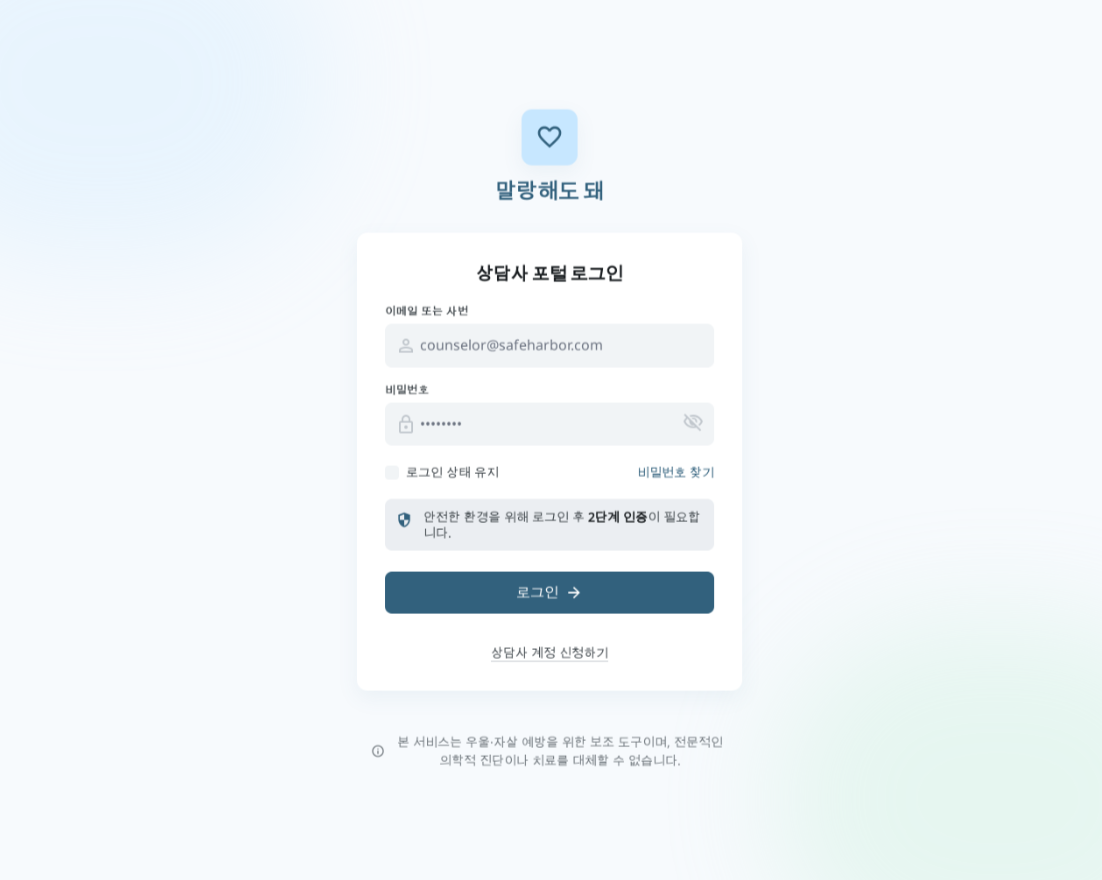 말랑해도 돼
상담사 포털 로그인
이메일 또는 사번
counselor@safeharbor.com
비밀번호
••••••••
로그인 상태 유지
비밀번호 찾기
안전한 환경을 위해 로그인 후 2단계 인증이 필요합
니다.
로그인 →
상담사 계정 신청하기
본 서비스는 우울·자살 예방을 위한 보조 도구이며, 전문적인
의학적 진단이나 치료를 대체할 수 없습니다.